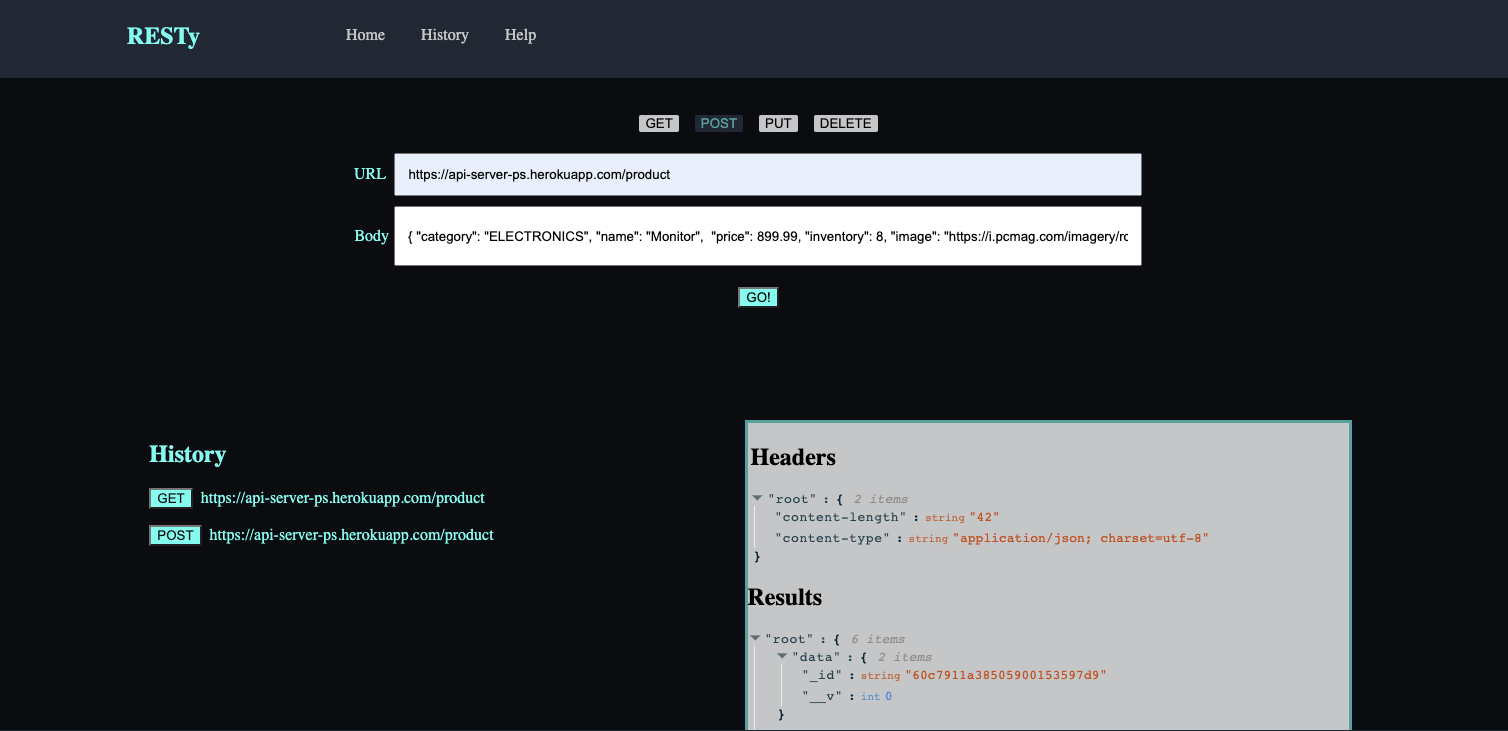 RESTy Home History Help
GET POST PUT DELETE
URL https://api-server-ps.herokuapp.com/product
Body { "category": "ELECTRONICS", "name": "Monitor",  "price": 899.99, "inventory": 8, "image": "https://i.pcmag.com/imagery/ro
GO!
History
GET https://api-server-ps.herokuapp.com/product
POST https://api-server-ps.herokuapp.com/product
Headers
"root" : { 2 items
"content-length" : string "42"
"content-type" : string "application/json; charset=utf-8"
}
Results
"root" : { 6 items
"data" : { 2 items
"_id" : string "60c7911a38505900153597d9"
"__v" : int 0
}